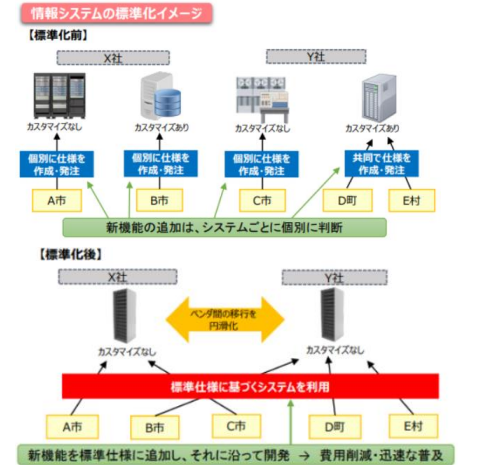 情報システムの標準化イメージ
【標準化前】
X社
Y社
カスタマイズなし
カスタマイズあり
カスタマイズなし
カスタマイズあり
個別に仕様を
作成・発注
個別に仕様を
作成・発注
個別に仕様を
作成・発注
共同で仕様を
作成・発注
A市
B市
C市
D町
E村
新機能の追加は、システムごとに個別に判断
【標準化後】
X社
Y社
ベンダ間の移行を
円滑化
カスタマイズなし
カスタマイズなし
標準仕様に基づくシステムを利用
A市
B市
C市
D町
E村
新機能を標準仕様に追加し、それに沿って開発 → 費用削減・迅速な普及